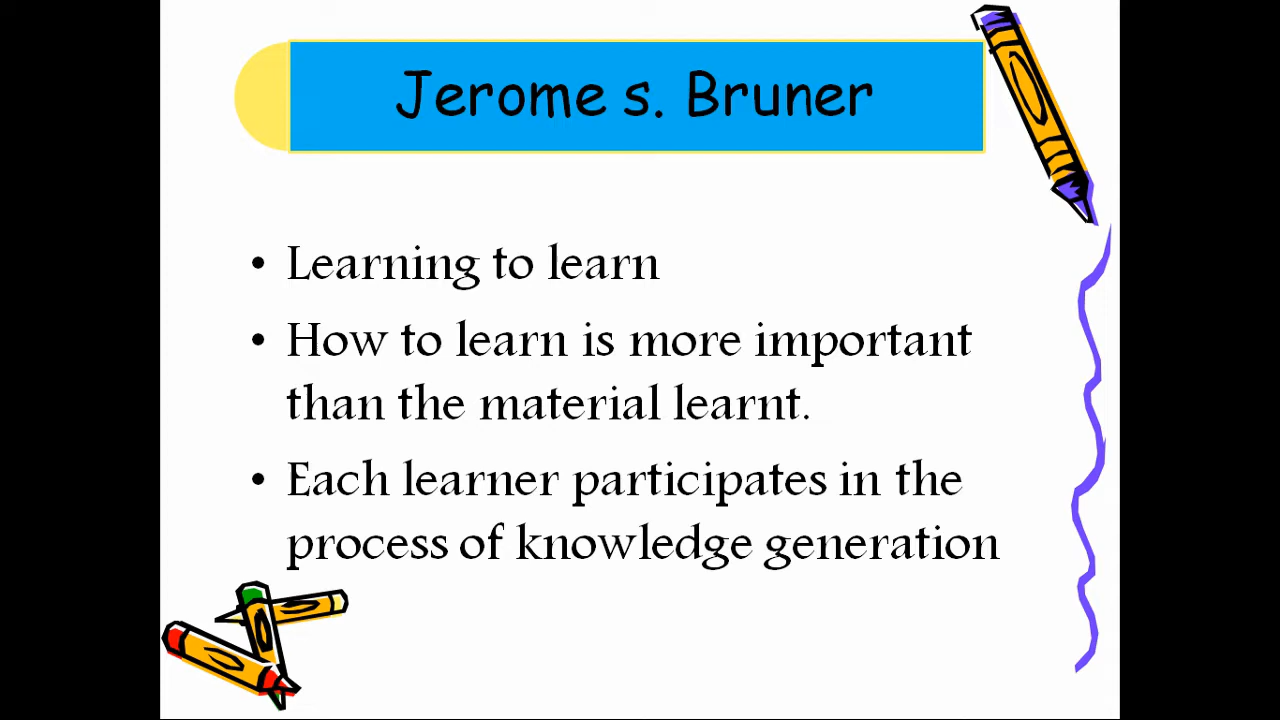 Jerome s. Bruner
• Learning to learn
• How to learn is more important
than the material learnt.
• Each learner participates in the
process of knowledge generation